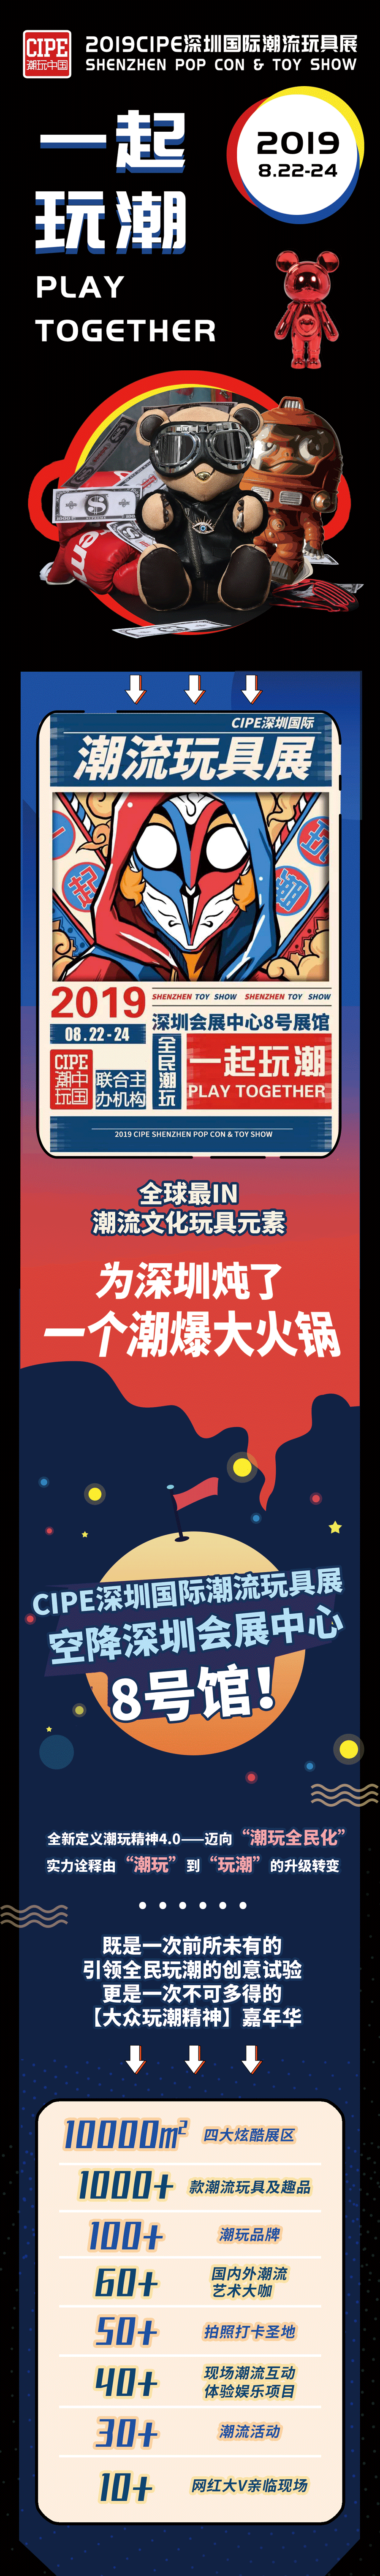 CIPE
潮玩中国
2019CIPE深圳国际潮流玩具展
SHENZHEN POP CON & TOY SHOW
一起
玩潮
2019
8.22-24
PLAY
TOGETHER
CIPE深圳国际
潮流玩具展
一起
玩潮
2019
SHENZHEN TOY SHOW SHENZHEN TOY SHOW
08.22-24
深圳会展中心8号展馆
CIPE
潮中
玩国
联合主
办机构
全民潮玩
一起玩潮
PLAY TOGETHER
2019 CIPE SHENZHEN POP CON & TOY SHOW
全球最IN
潮流文化玩具元素
为深圳炖了
一个潮爆大火锅
CIPE深圳国际潮流玩具展
空降深圳会展中心
8号馆!
全新定义潮玩精神4.0——迈向“潮玩全民化”
实力诠释由“潮玩”到“玩潮”的升级转变
既是一次前所未有的
引领全民玩潮的创意试验
更是一次不可多得的
【大众玩潮精神】嘉年华
10000m² 四大炫酷展区
1000+ 款潮流玩具及趣品
100+ 潮玩品牌
60+ 国内外潮流
艺术大咖
50+ 拍照打卡圣地
40+ 现场潮流互动
体验娱乐项目
30+ 潮流活动
10+ 网红大V亲临现场